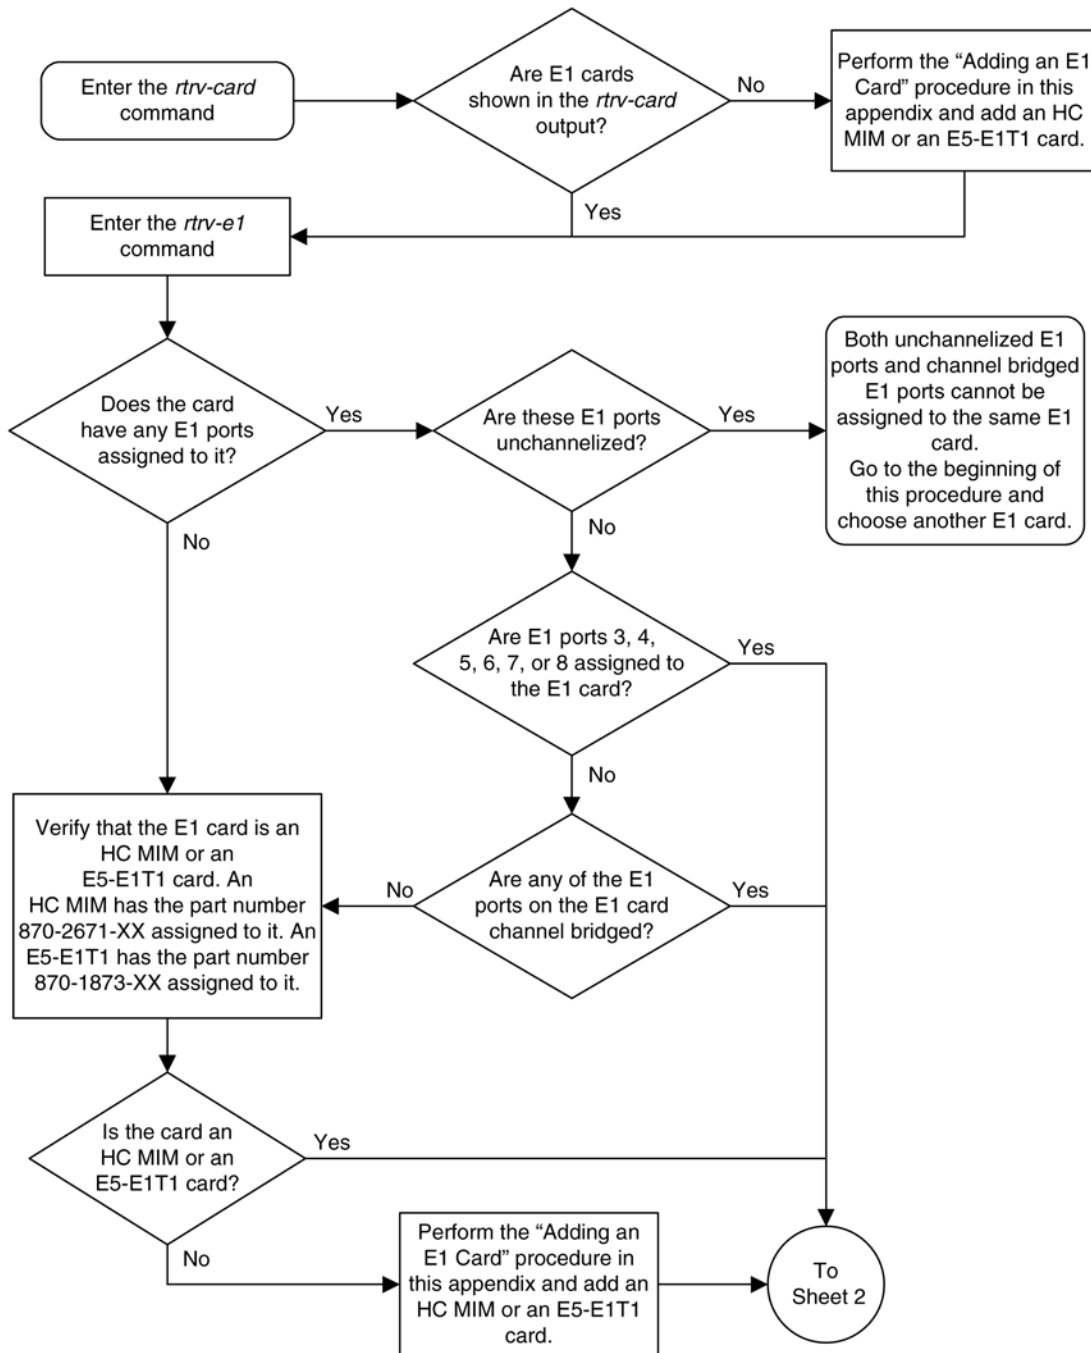 Enter the rtrv-card
command
Are E1 cards
shown in the rtrv-card
output?
No
Perform the “Adding an E1
Card” procedure in this
appendix and add an HC
MIM or an E5-E1T1 card.
Yes
Enter the rtrv-e1
command
Does the card
have any E1 ports
assigned to it?
Yes
Are these E1 ports
unchannelized?
Yes
Both unchannelized E1
ports and channel bridged
E1 ports cannot be
assigned to the same E1
card.
Go to the beginning of
this procedure and
choose another E1 card.
No
No
Are E1 ports 3, 4,
5, 6, 7, or 8 assigned to
the E1 card?
Yes
No
Verify that the E1 card is an
HC MIM or an
E5-E1T1 card. An
HC MIM has the part number
870-2671-XX assigned to it. An
E5-E1T1 has the part number
870-1873-XX assigned to it.
No
Are any of the E1
ports on the E1 card
channel bridged?
Yes
Is the card an
HC MIM or an
E5-E1T1 card?
Yes
No
Perform the “Adding an
E1 Card” procedure in
this appendix and add an
HC MIM or an E5-E1T1
card.
To
Sheet 2